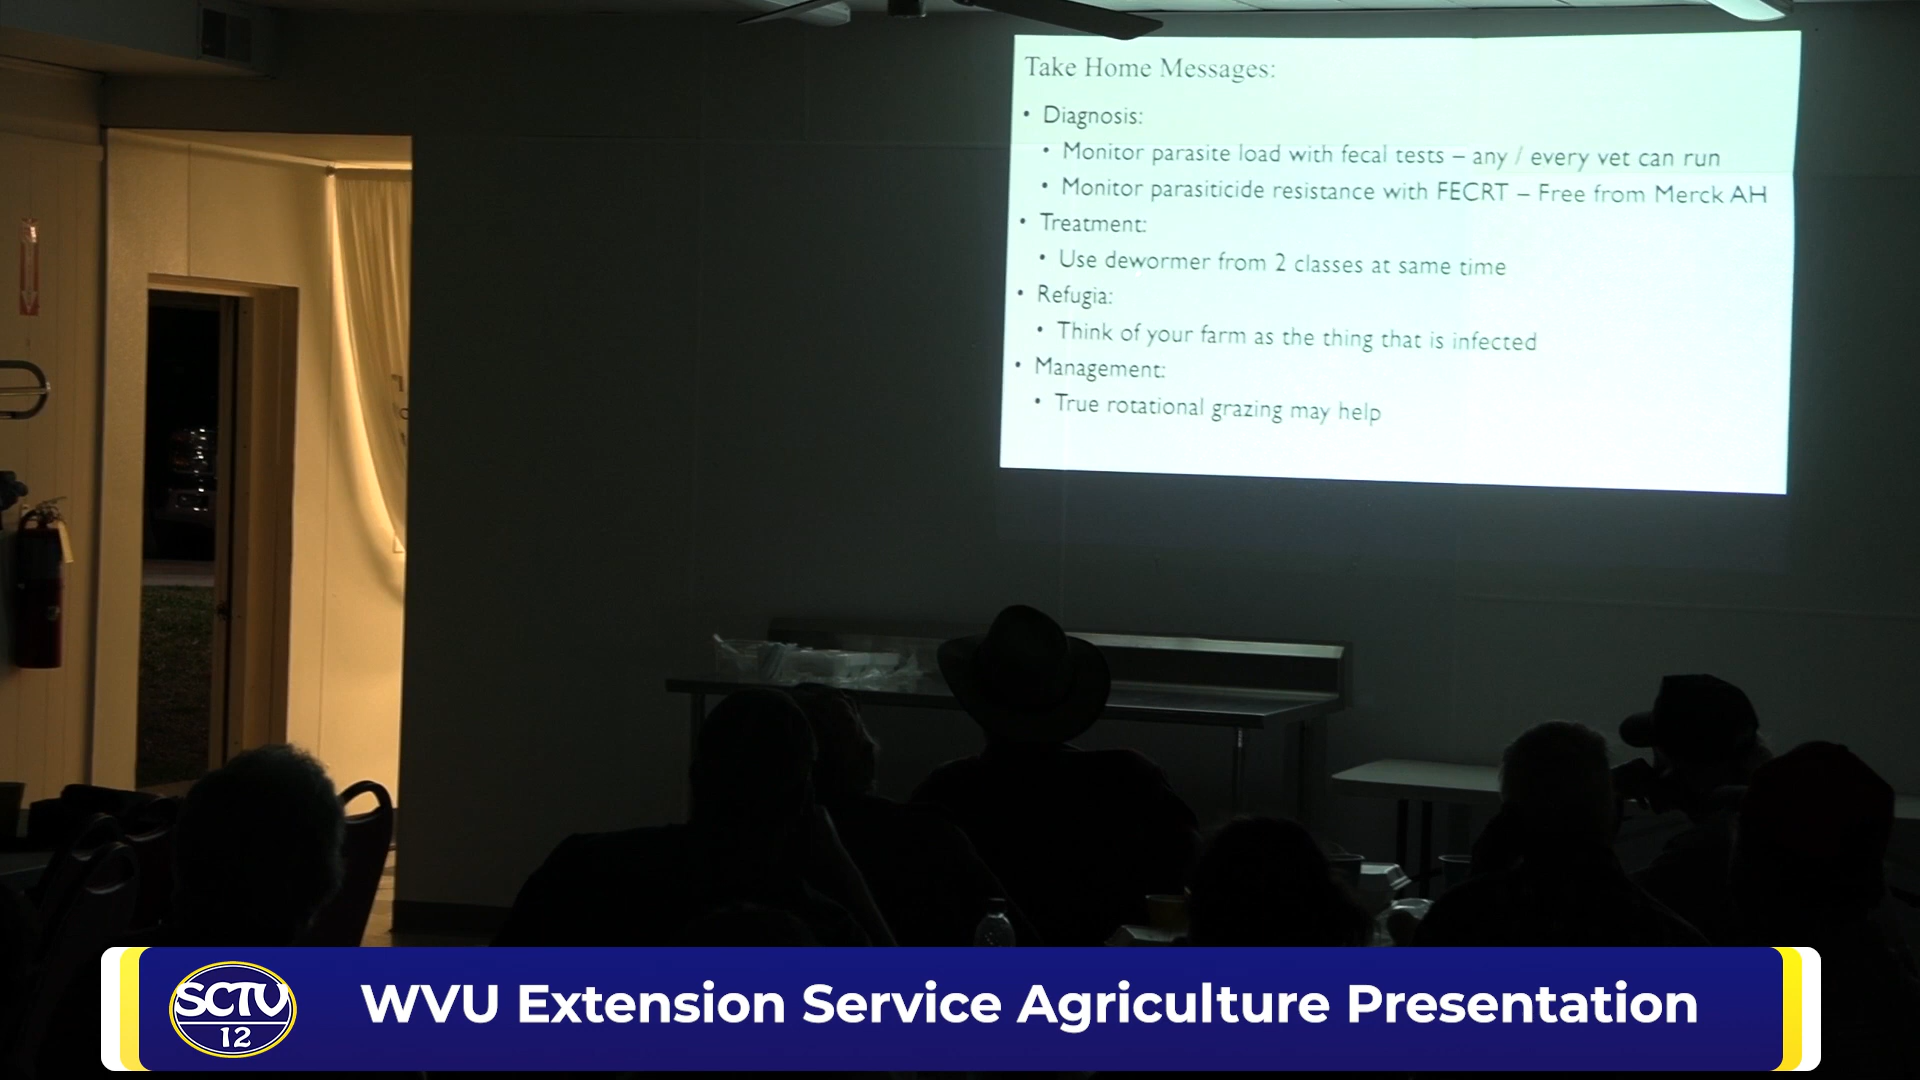 Take Home Messages:
• Diagnosis:
• Monitor parasite load with fecal tests – any / every vet can run
• Monitor parasiticide resistance with FECRT – Free from Merck AH
• Treatment:
• Use dewormer from 2 classes at same time
• Refugia:
• Think of your farm as the thing that is infected
• Management:
• True rotational grazing may help
SCTV
12
WVU Extension Service Agriculture Presentation